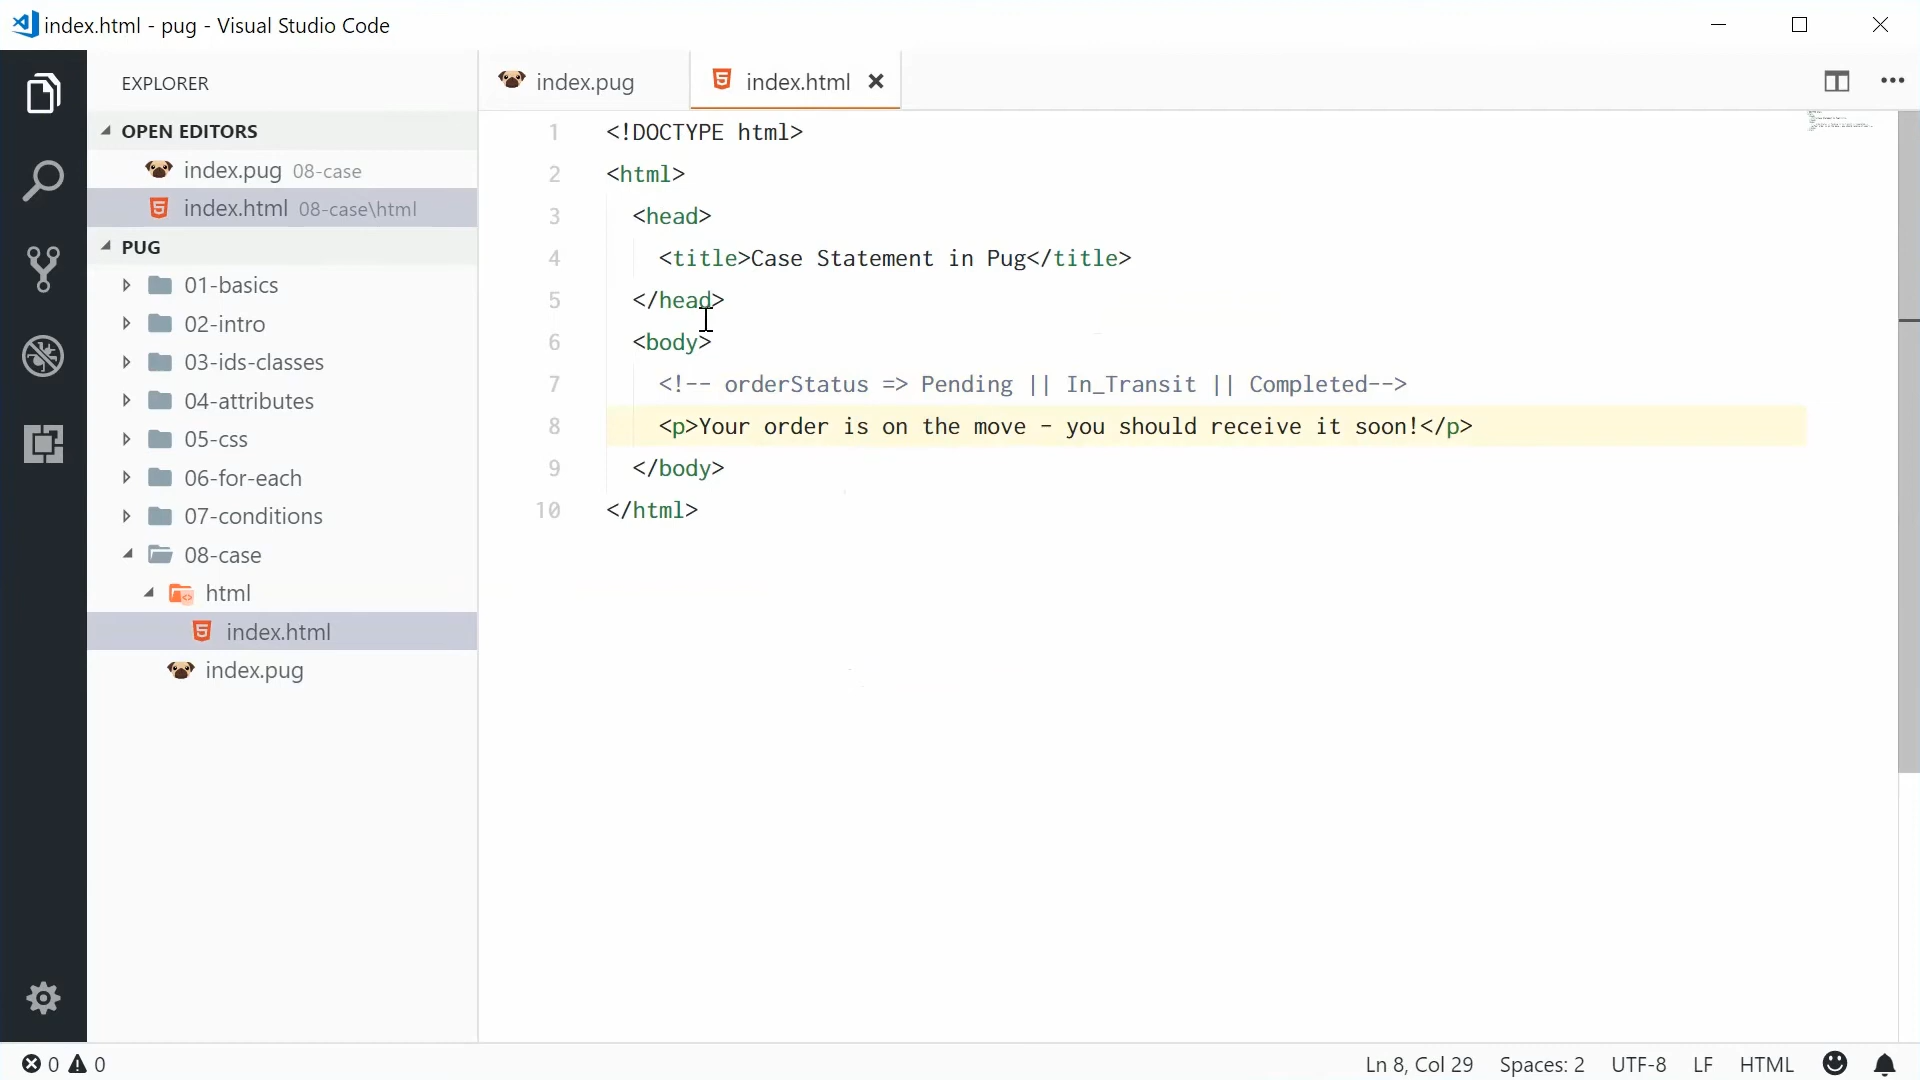 index.html - pug - Visual Studio Code
EXPLORER
OPEN EDITORS
index.pug 08-case
index.html 08-case\html
PUG
01-basics
02-intro
03-ids-classes
04-attributes
05-css
06-for-each
07-conditions
08-case
html
index.html
index.pug
index.pug
index.html
1 <!DOCTYPE html>
2 <html>
3 <head>
4 <title>Case Statement in Pug</title>
5 </head>
6 <body>
7 <!-- orderStatus => Pending || In_Transit || Completed-->
8 <p>Your order is on the move - you should receive it soon!</p>
9 </body>
10 </html>
0 0
Ln 8, Col 29 Spaces: 2 UTF-8 LF HTML